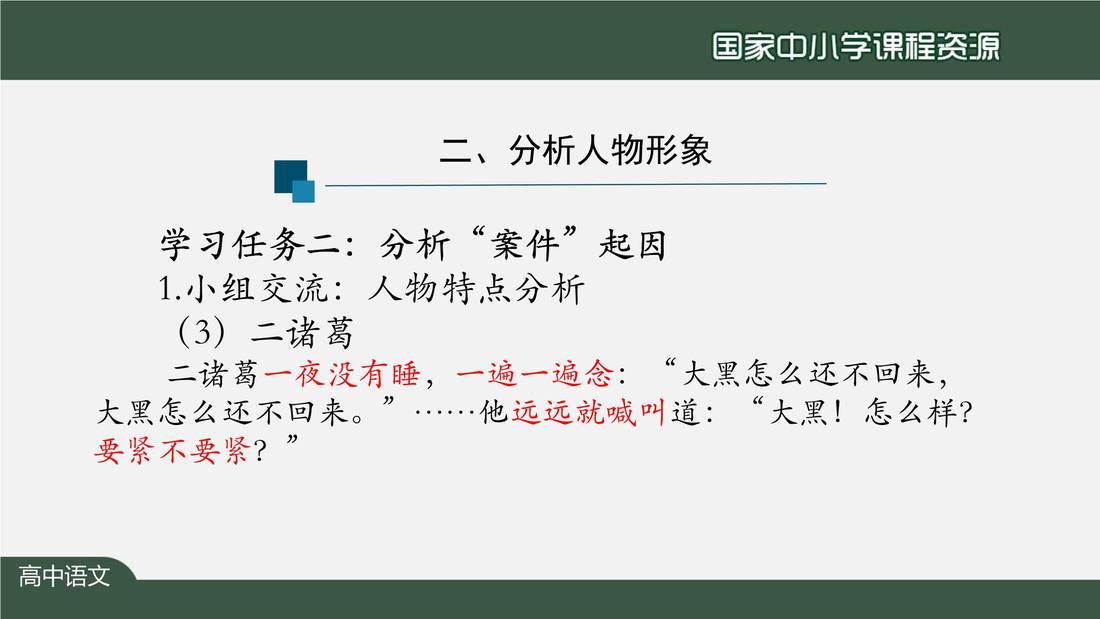 国家中小学课程资源
二、分析人物形象
学习任务二：分析“案件”起因
1.小组交流：人物特点分析
（3）二诸葛
二诸葛一夜没有睡，一遍一遍念：“大黑怎么还不回来，
大黑怎么还不回来。”……他远远就喊叫道：“大黑！怎么样？
要紧不要紧？”
高中语文